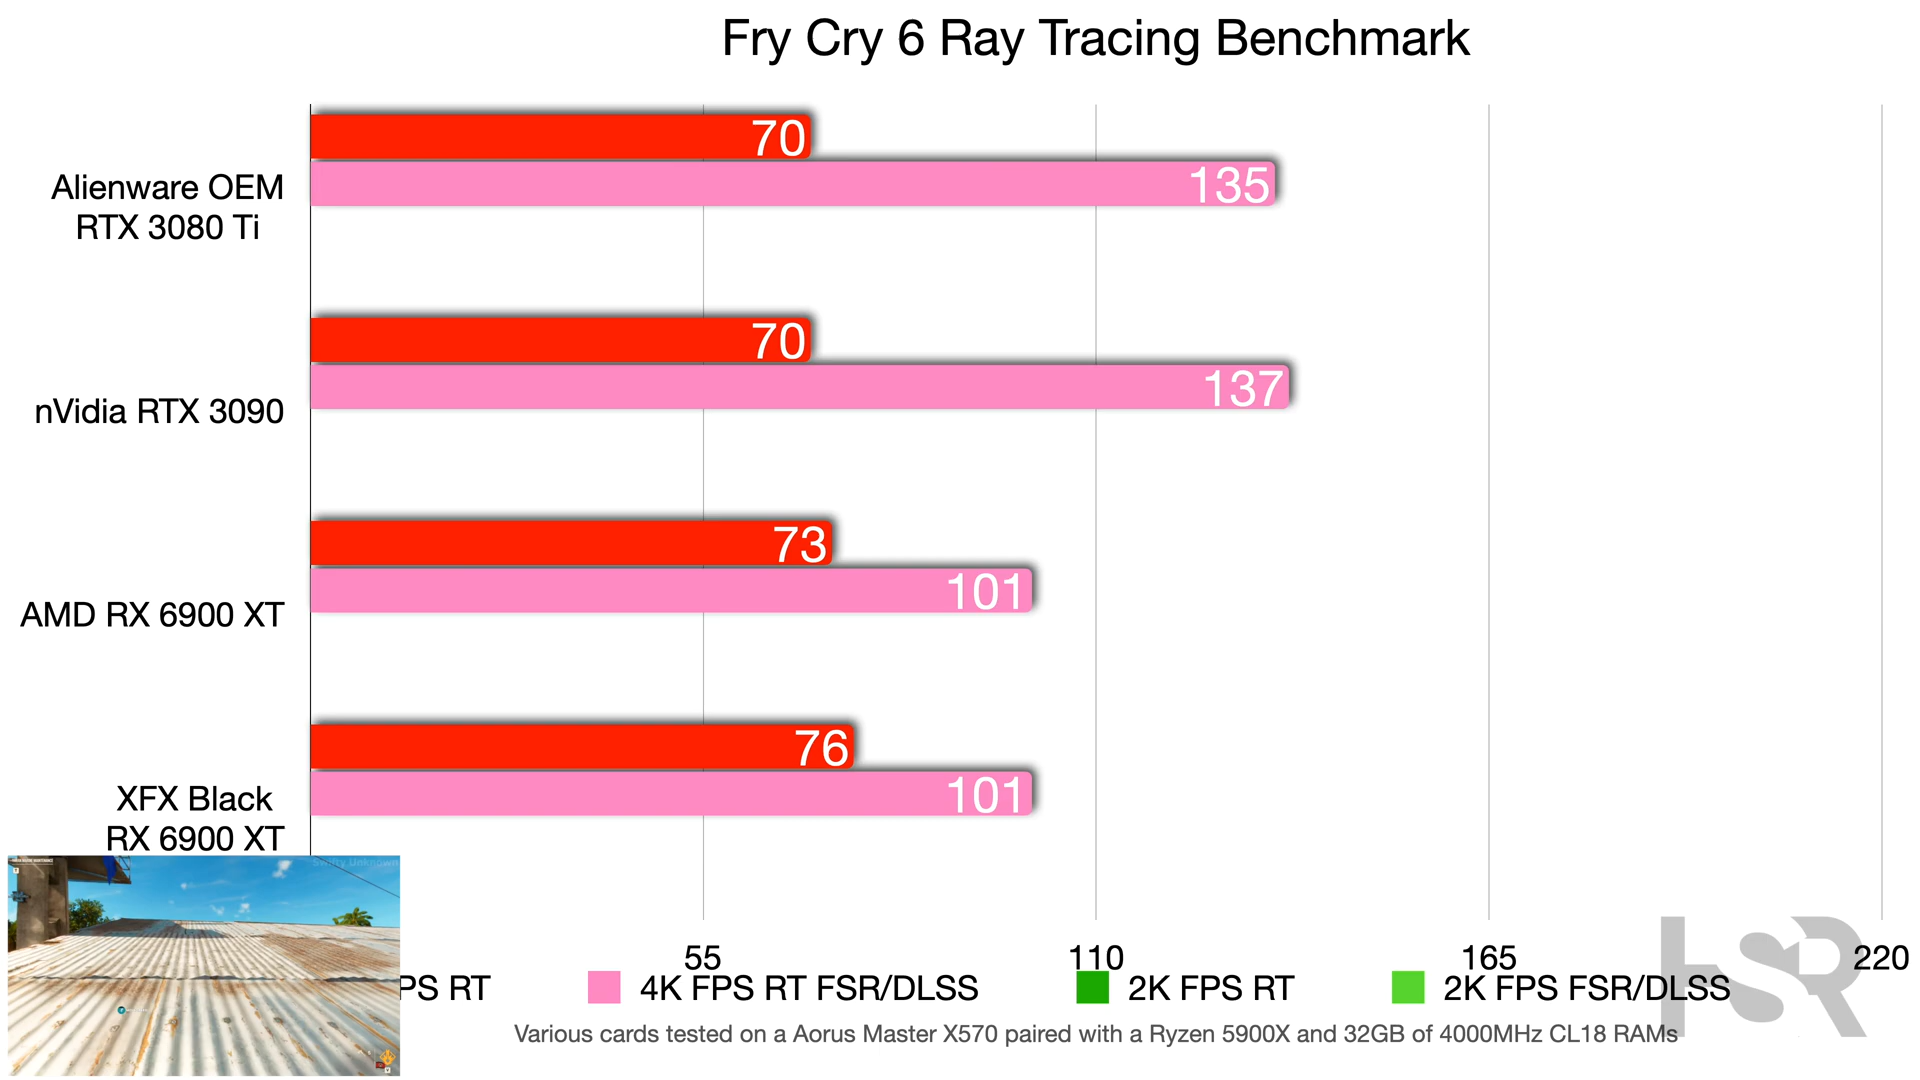 Fry Cry 6 Ray Tracing Benchmark
Alienware OEM
RTX 3080 Ti
70
135
nVidia RTX 3090
70
137
AMD RX 6900 XT
73
101
XFX Black
RX 6900 XT
76
101
Swifty Unknown
55
110
165
220
PS RT
4K FPS RT FSR/DLSS
2K FPS RT
2K FPS FSR/DLSS
HSR
Various cards tested on a Aorus Master X570 paired with a Ryzen 5900X and 32GB of 4000MHz CL18 RAMs